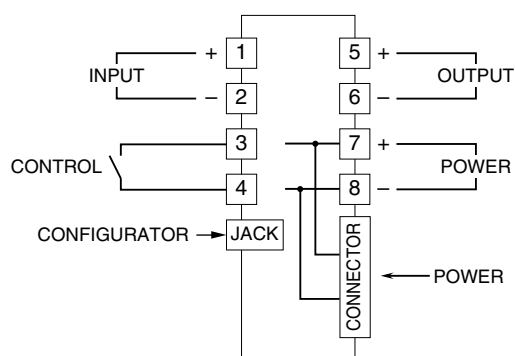 INPUT
+ 1
− 2
CONTROL
3
4
CONFIGURATOR
JACK
5 +
6 −
OUTPUT
7 +
8 −
POWER
CONNECTOR
POWER